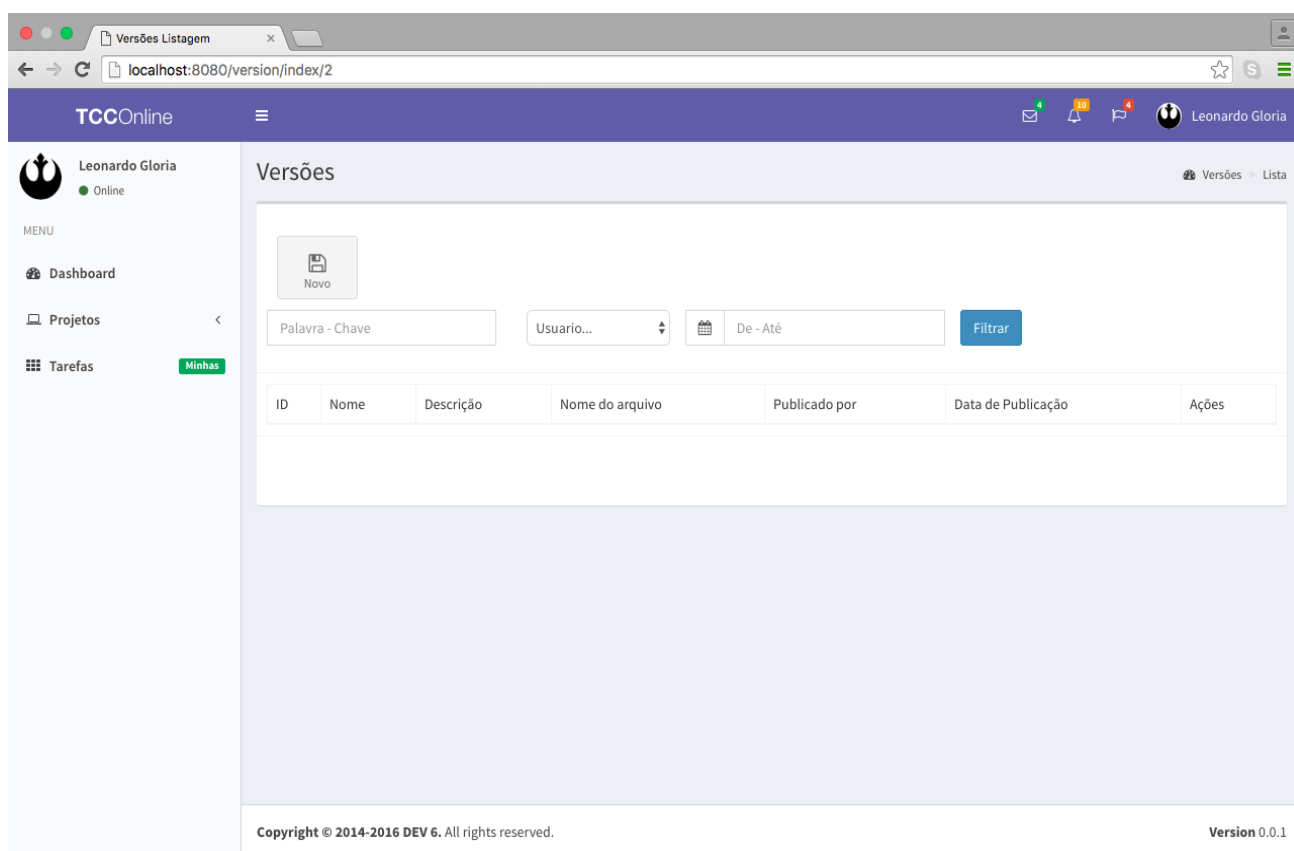 Versões Listagem
localhost:8080/version/index/2
TCCOnline
4
10
4
Leonardo Gloria
Leonardo Gloria
Online
MENU
Dashboard
Projetos
Tarefas
Minhas
Versões
Versões > Lista
Novo
Palavra - Chave
Usuario...
De - Até
Filtrar
ID Nome Descrição Nome do arquivo Publicado por Data de Publicação Ações
Copyright © 2014-2016 DEV 6. All rights reserved.
Version 0.0.1